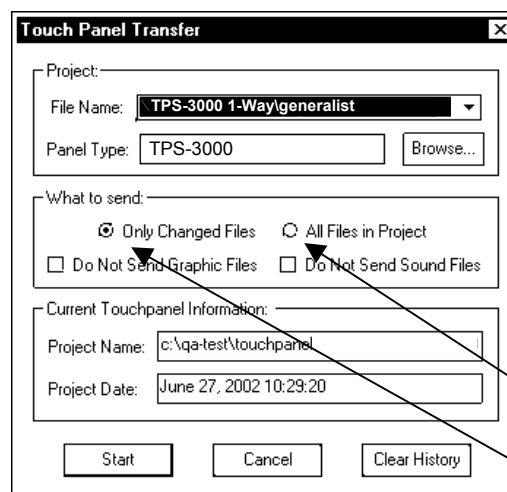 Touch Panel Transfer
Project:
File Name: \TPS-3000 1-Way\generalist
Panel Type: TPS-3000 Browse...
What to send:
Only Changed Files All Files in Project
Do Not Send Graphic Files Do Not Send Sound Files
Current Touchpanel Information:
Project Name: c:\qa-test\touchpanel
Project Date: June 27, 2002 10:29:20
Start Cancel Clear History